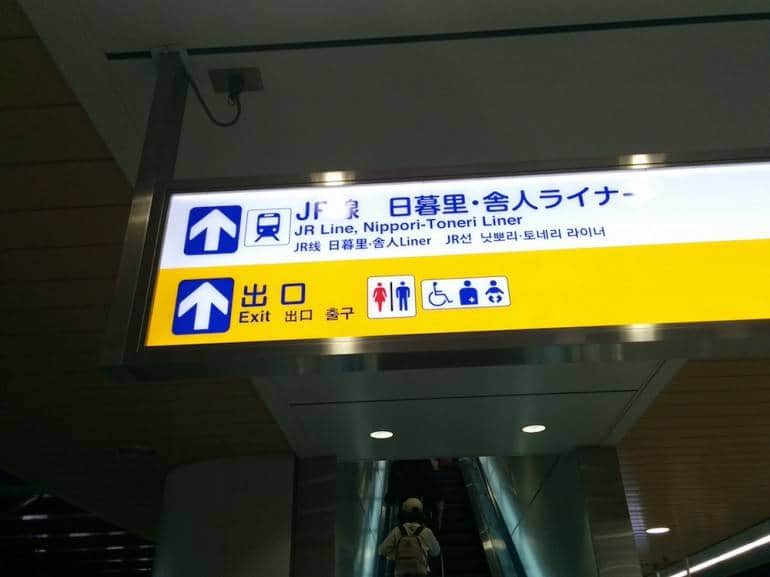 JR線 日暮里・舎人ライナー
JR Line, Nippori-Toneri Liner
JR线 日暮里·舍人Liner JR선 닛뽀리·토네리 라이너
出口
Exit 出口 출구